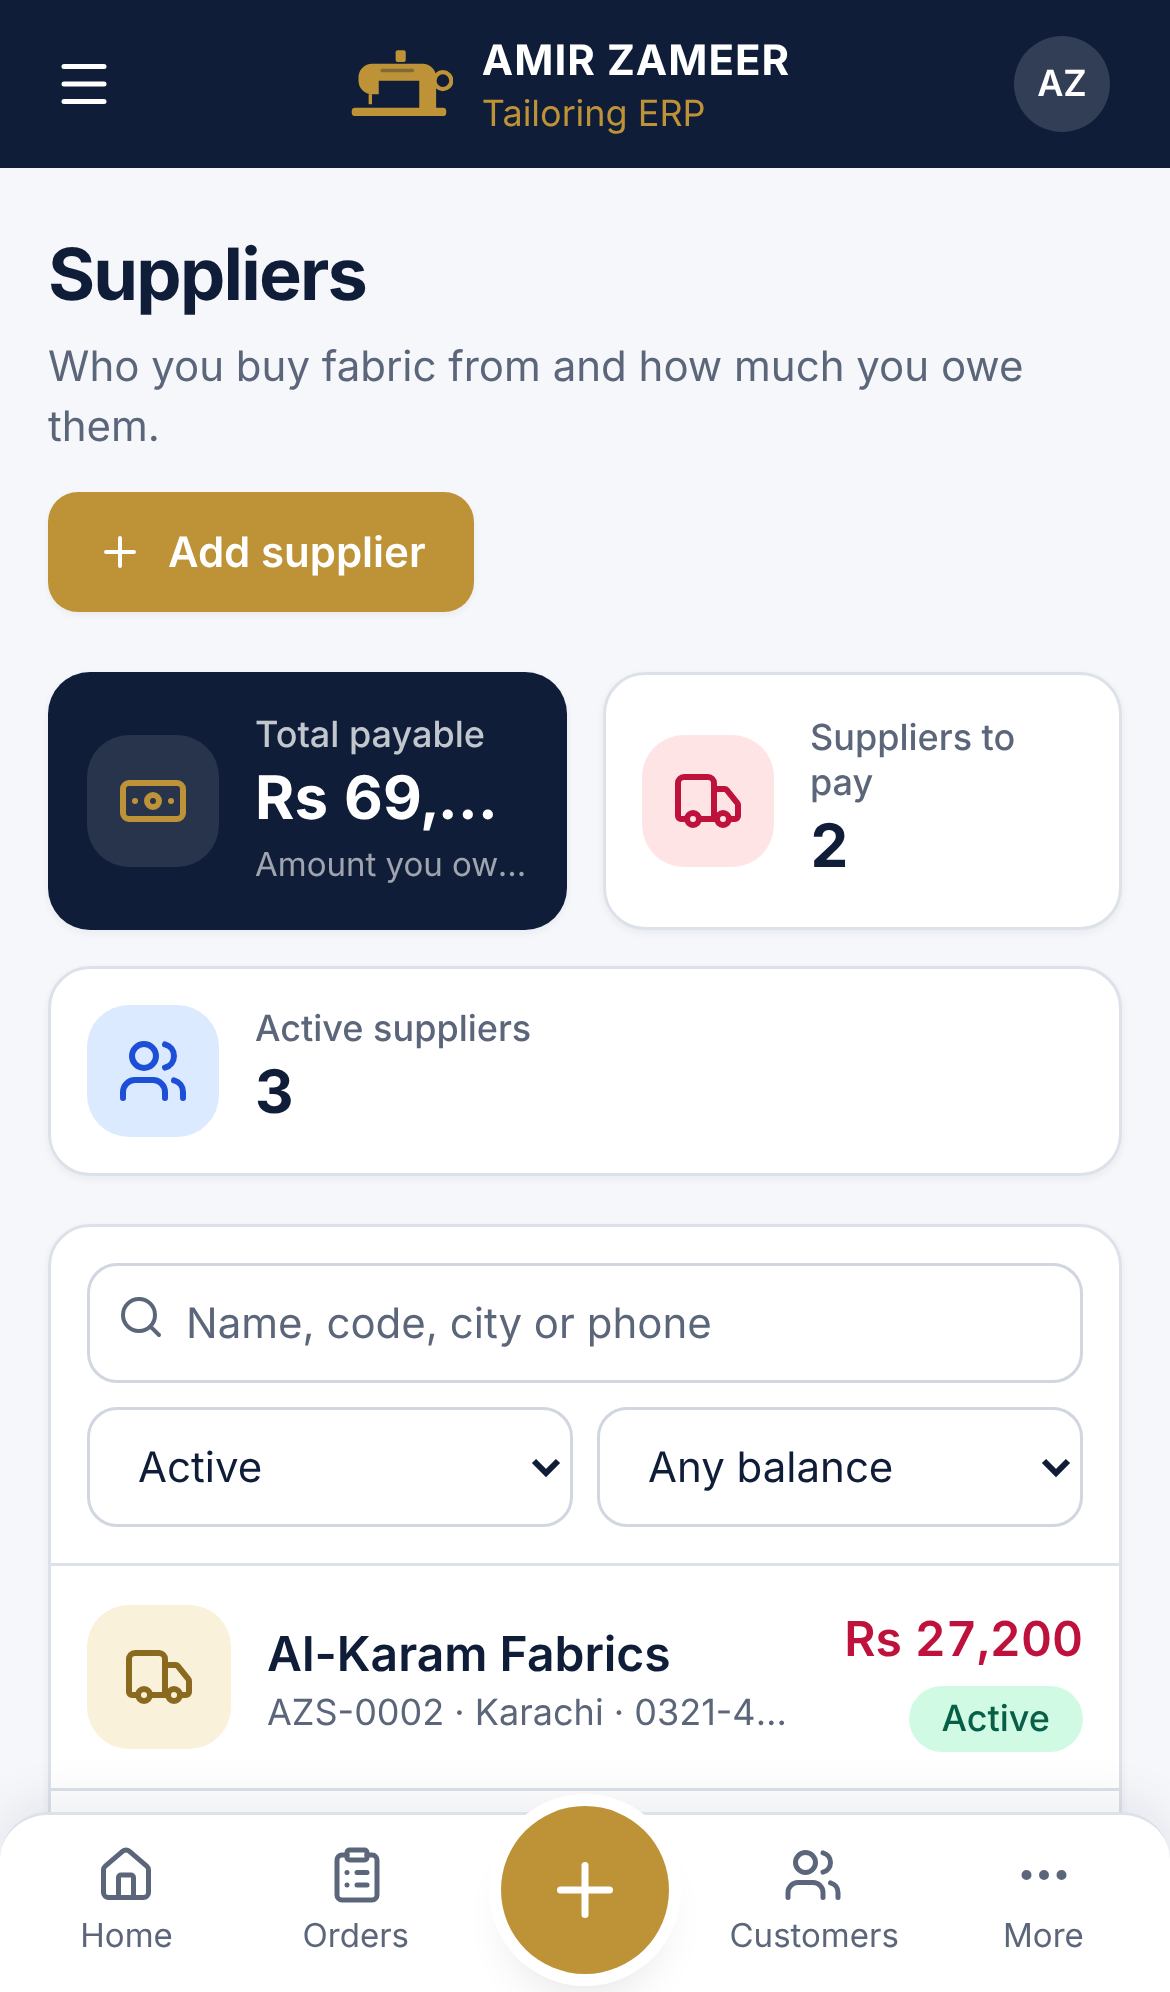 AMIR ZAMEER
Tailoring ERP
AZ
Suppliers
Who you buy fabric from and how much you owe
them.
Add supplier
Total payable
Rs 69,...
Amount you ow...
Suppliers to
pay
2
Active suppliers
3
Name, code, city or phone
Active
Any balance
Al-Karam Fabrics
Rs 27,200
AZS-0002 · Karachi · 0321-4...
Active
Home
Orders
Customers
More